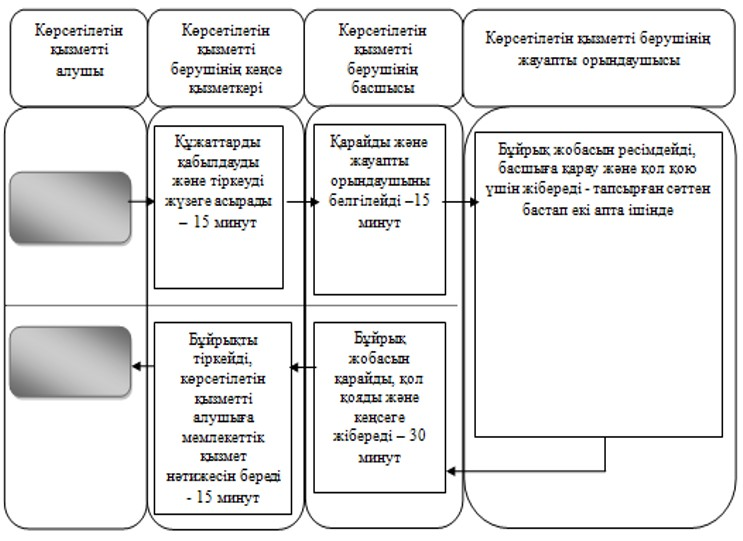 Көрсетілетін
қызметті
алушы
Көрсетілетін
қызметті
берушінің кеңсе
қызметкері
Көрсетілетін
қызметті
берушінің
басшысы
Көрсетілетін қызметті берушінің
жауапты орындаушысы
Құжаттарды
қабылдауды
және тіркеуді
жүзеге асырады
– 15 минут
Қарайды және
жауапты
орындаушыны
белгілейді –15
минут
Бұйрық жобасын ресімдейді,
басшыға қарау және қол қою
үшін жібереді - тапсырған сәттен
бастап екі апта ішінде
Бұйрықты
тіркейді,
көрсетілетін
қызметті
алушыға
мемлекеттік
қызмет
нәтижесін береді
- 15 минут
Бұйрық
жобасын
қарайды, қол
қояды және
кеңсеге
жібереді – 30
минут